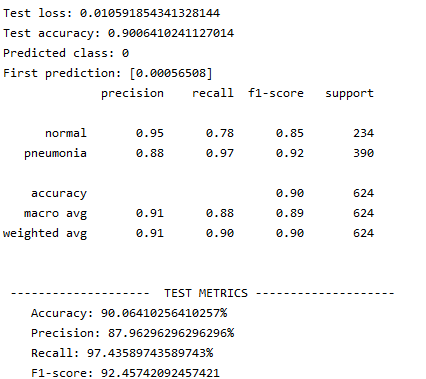 Test loss: 0.010591854341328144
Test accuracy: 0.9006410241127014
Predicted class: 0
First prediction: [0.00056508]
precision recall f1-score support
normal 0.95 0.78 0.85 234
pneumonia 0.88 0.97 0.92 390
accuracy 0.90 624
macro avg 0.91 0.88 0.89 624
weighted avg 0.91 0.90 0.90 624
-------------------- TEST METRICS --------------------
Accuracy: 90.06410256410257%
Precision: 87.96296296296296%
Recall: 97.43589743589743%
F1-score: 92.45742092457421